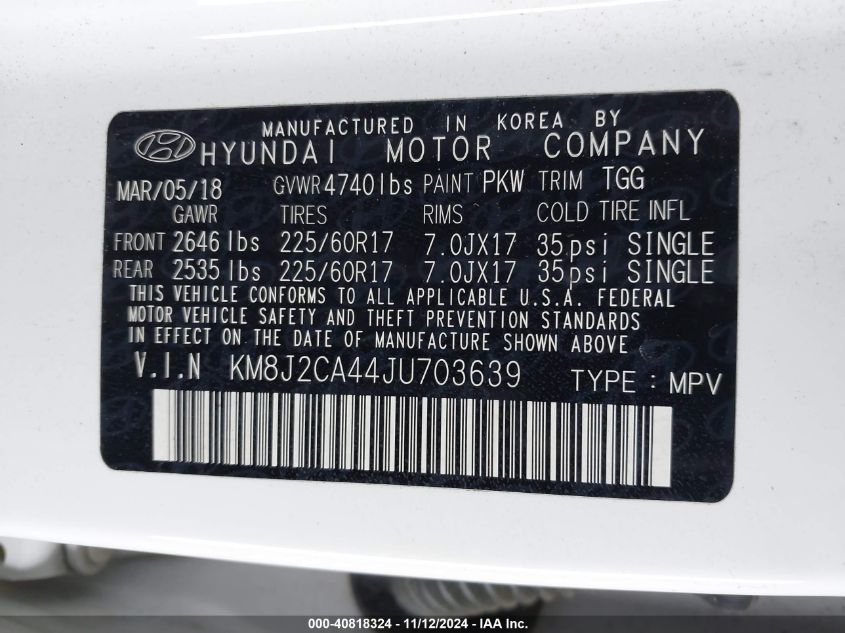 MANUFACTURED IN KOREA BY
HYUNDAI MOTOR COMPANY
MAR/05/18 GVWR 4740lbs PAINT PKW TRIM TGG
GAWR TIRES RIMS COLD TIRE INFL
FRONT 2646 lbs 225/60R17 7.0JX17 35psi SINGLE
REAR 2535 lbs 225/60R17 7.0JX17 35psi SINGLE
THIS VEHICLE CONFORMS TO ALL APPLICABLE U.S.A. FEDERAL
MOTOR VEHICLE SAFETY AND THEFT PREVENTION STANDARDS
IN EFFECT ON THE DATE OF MANUFACTURE SHOWN ABOVE.
V.I.N KM8J2CA44JU703639 TYPE : MPV
000-40818324 - 11/12/2024 - IAA Inc.